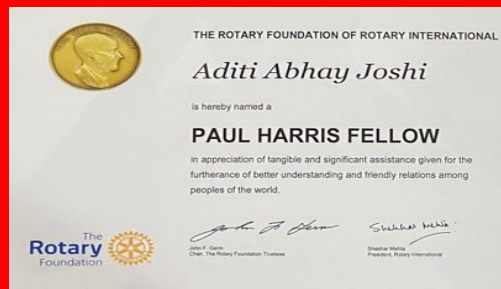 THE ROTARY FOUNDATION OF ROTARY INTERNATIONAL
Aditi Abhay Joshi
is hereby named a
PAUL HARRIS FELLOW
in appreciation of tangible and significant assistance given for the
furtherance of better understanding and friendly relations among
peoples of the world.
Shekhar Mehta
John F. Germ
Chair, The Rotary Foundation Trustees
Shekhar Mehta
President, Rotary International
The
Rotary
Foundation